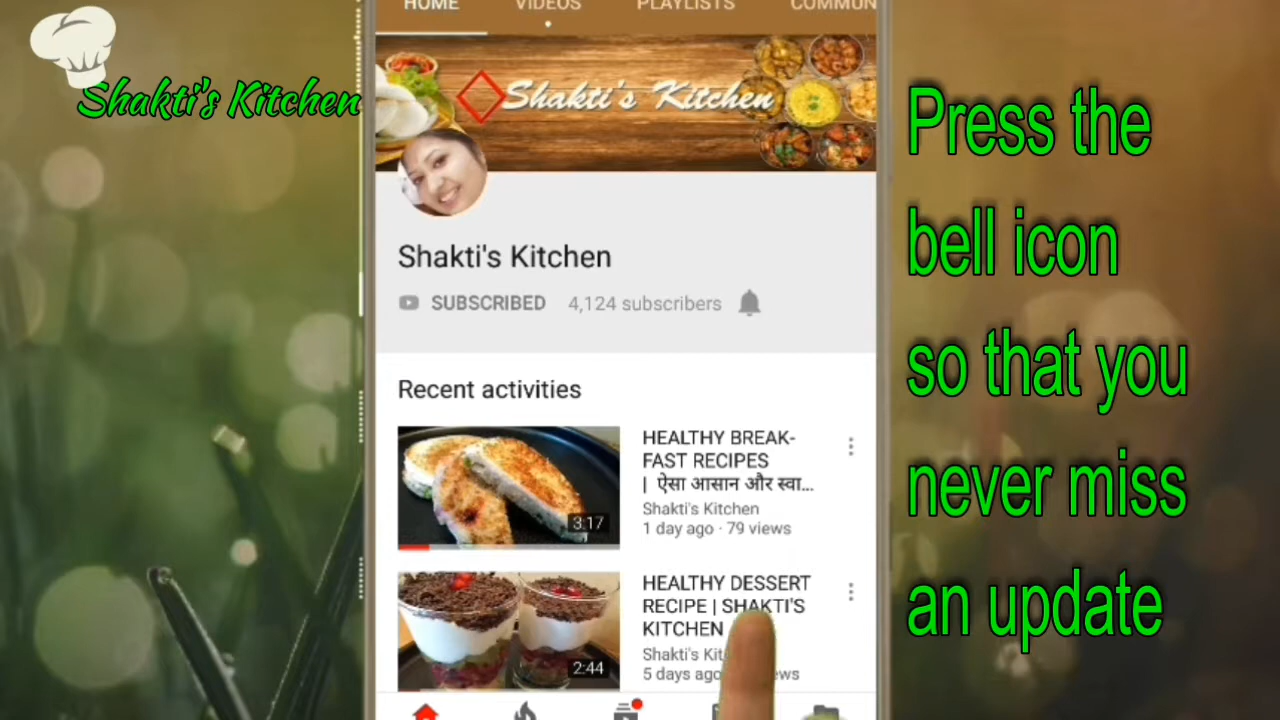 HOME VIDEOS PLAYLISTS COMMUN
Shakti's Kitchen
Shakti's Kitchen
Shakti's Kitchen
SUBSCRIBED 4,124 subscribers
Recent activities
HEALTHY BREAK-
FAST RECIPES
| ऐसा आसान और स्वा...
Shakti's Kitchen
1 day ago · 79 views
3:17
HEALTHY DESSERT
RECIPE | SHAKTI'S
KITCHEN
Shakti's
5 days ago
2:44
Press the
bell icon
so that you
never miss
an update